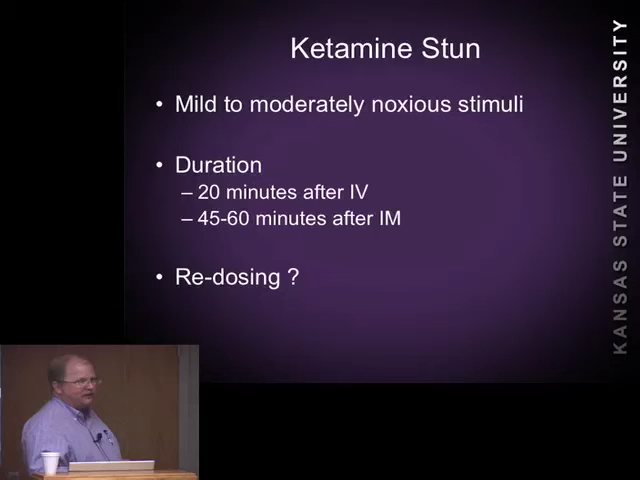 Ketamine Stun
• Mild to moderately noxious stimuli
• Duration
– 20 minutes after IV
– 45-60 minutes after IM
• Re-dosing ?
KANSAS STATE UNIVERSITY